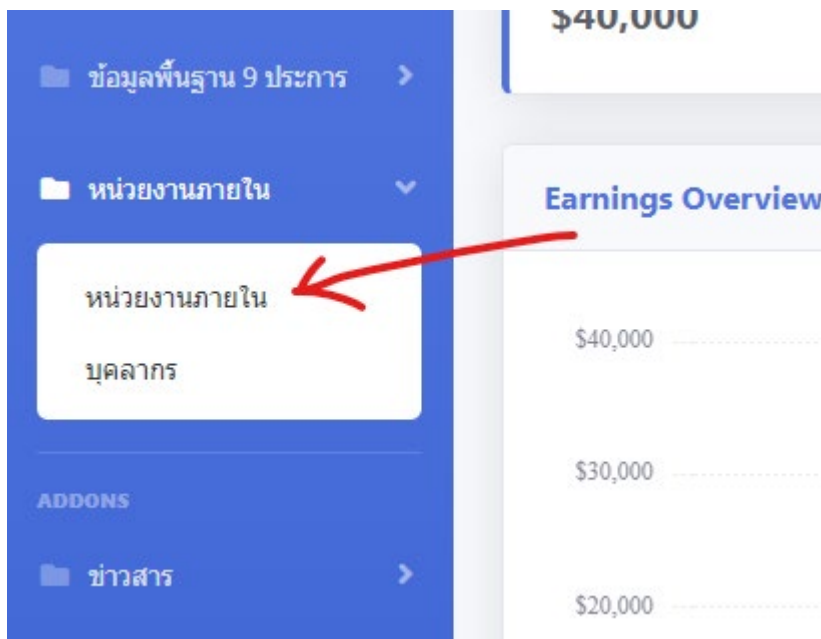 ข้อมูลพื้นฐาน 9 ประการ
หน่วยงานภายใน
หน่วยงานภายใน
บุคลากร
ADDONS
ข่าวสาร
$40,000
Earnings Overview
$40,000
$30,000
$20,000